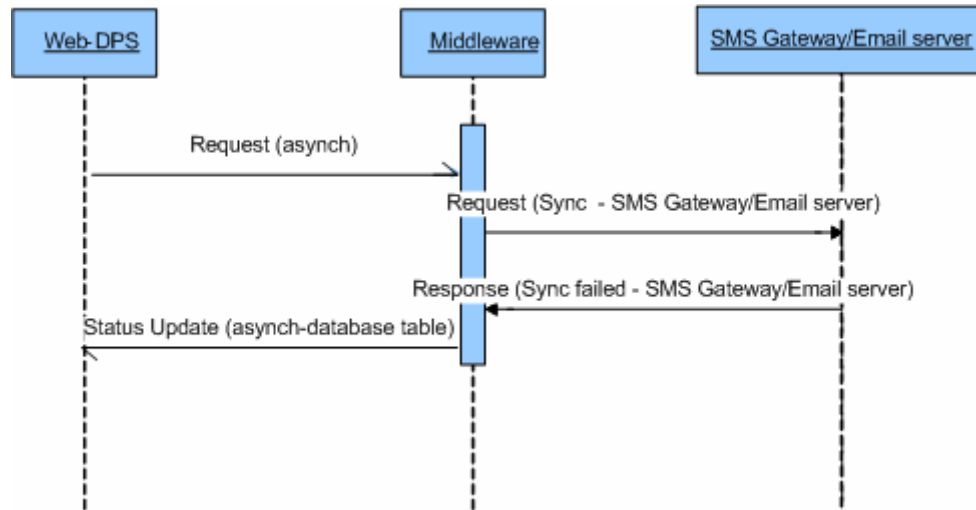 Web-DPS
Middleware
SMS Gateway/Email server
Request (asynch)
Request (Sync - SMS Gateway/Email server)
Response (Sync failed - SMS Gateway/Email server)
Status Update (asynch-database table)